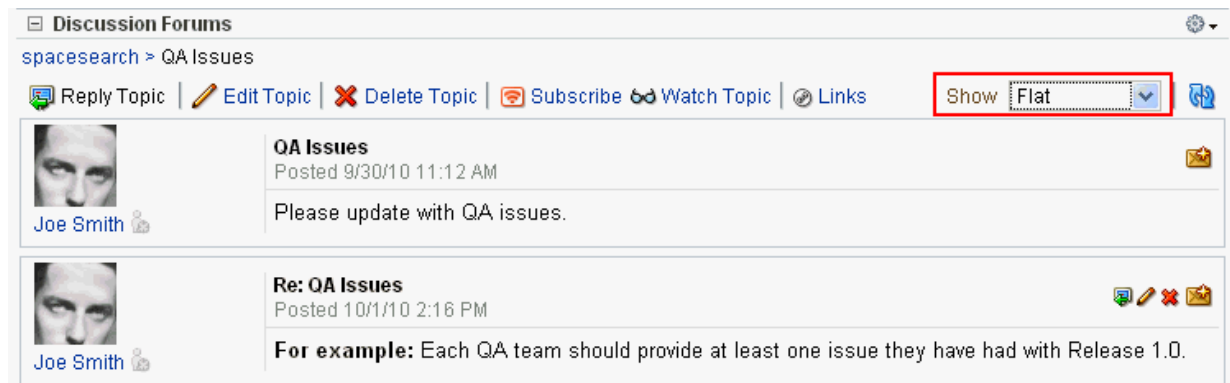 Discussion Forums
spacesearch > QA Issues
Reply Topic | Edit Topic | Delete Topic | Subscribe Watch Topic | Links Show Flat
QA Issues
Posted 9/30/10 11:12 AM
Please update with QA issues.
Joe Smith
Re: QA Issues
Posted 10/1/10 2:16 PM
For example: Each QA team should provide at least one issue they have had with Release 1.0.
Joe Smith